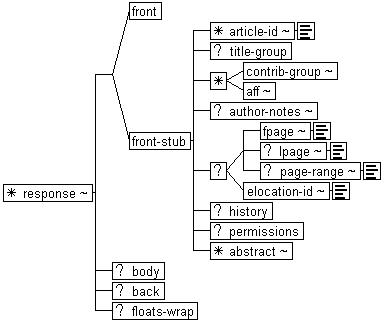 front
* article-id ~
? title-group
* contrib-group ~
aff ~
? author-notes ~
front-stub
fpage ~
? lpage ~
? ? page-range ~
elocation-id ~
* response ~
? history
? permissions
* abstract ~
? body
? back
? floats-wrap